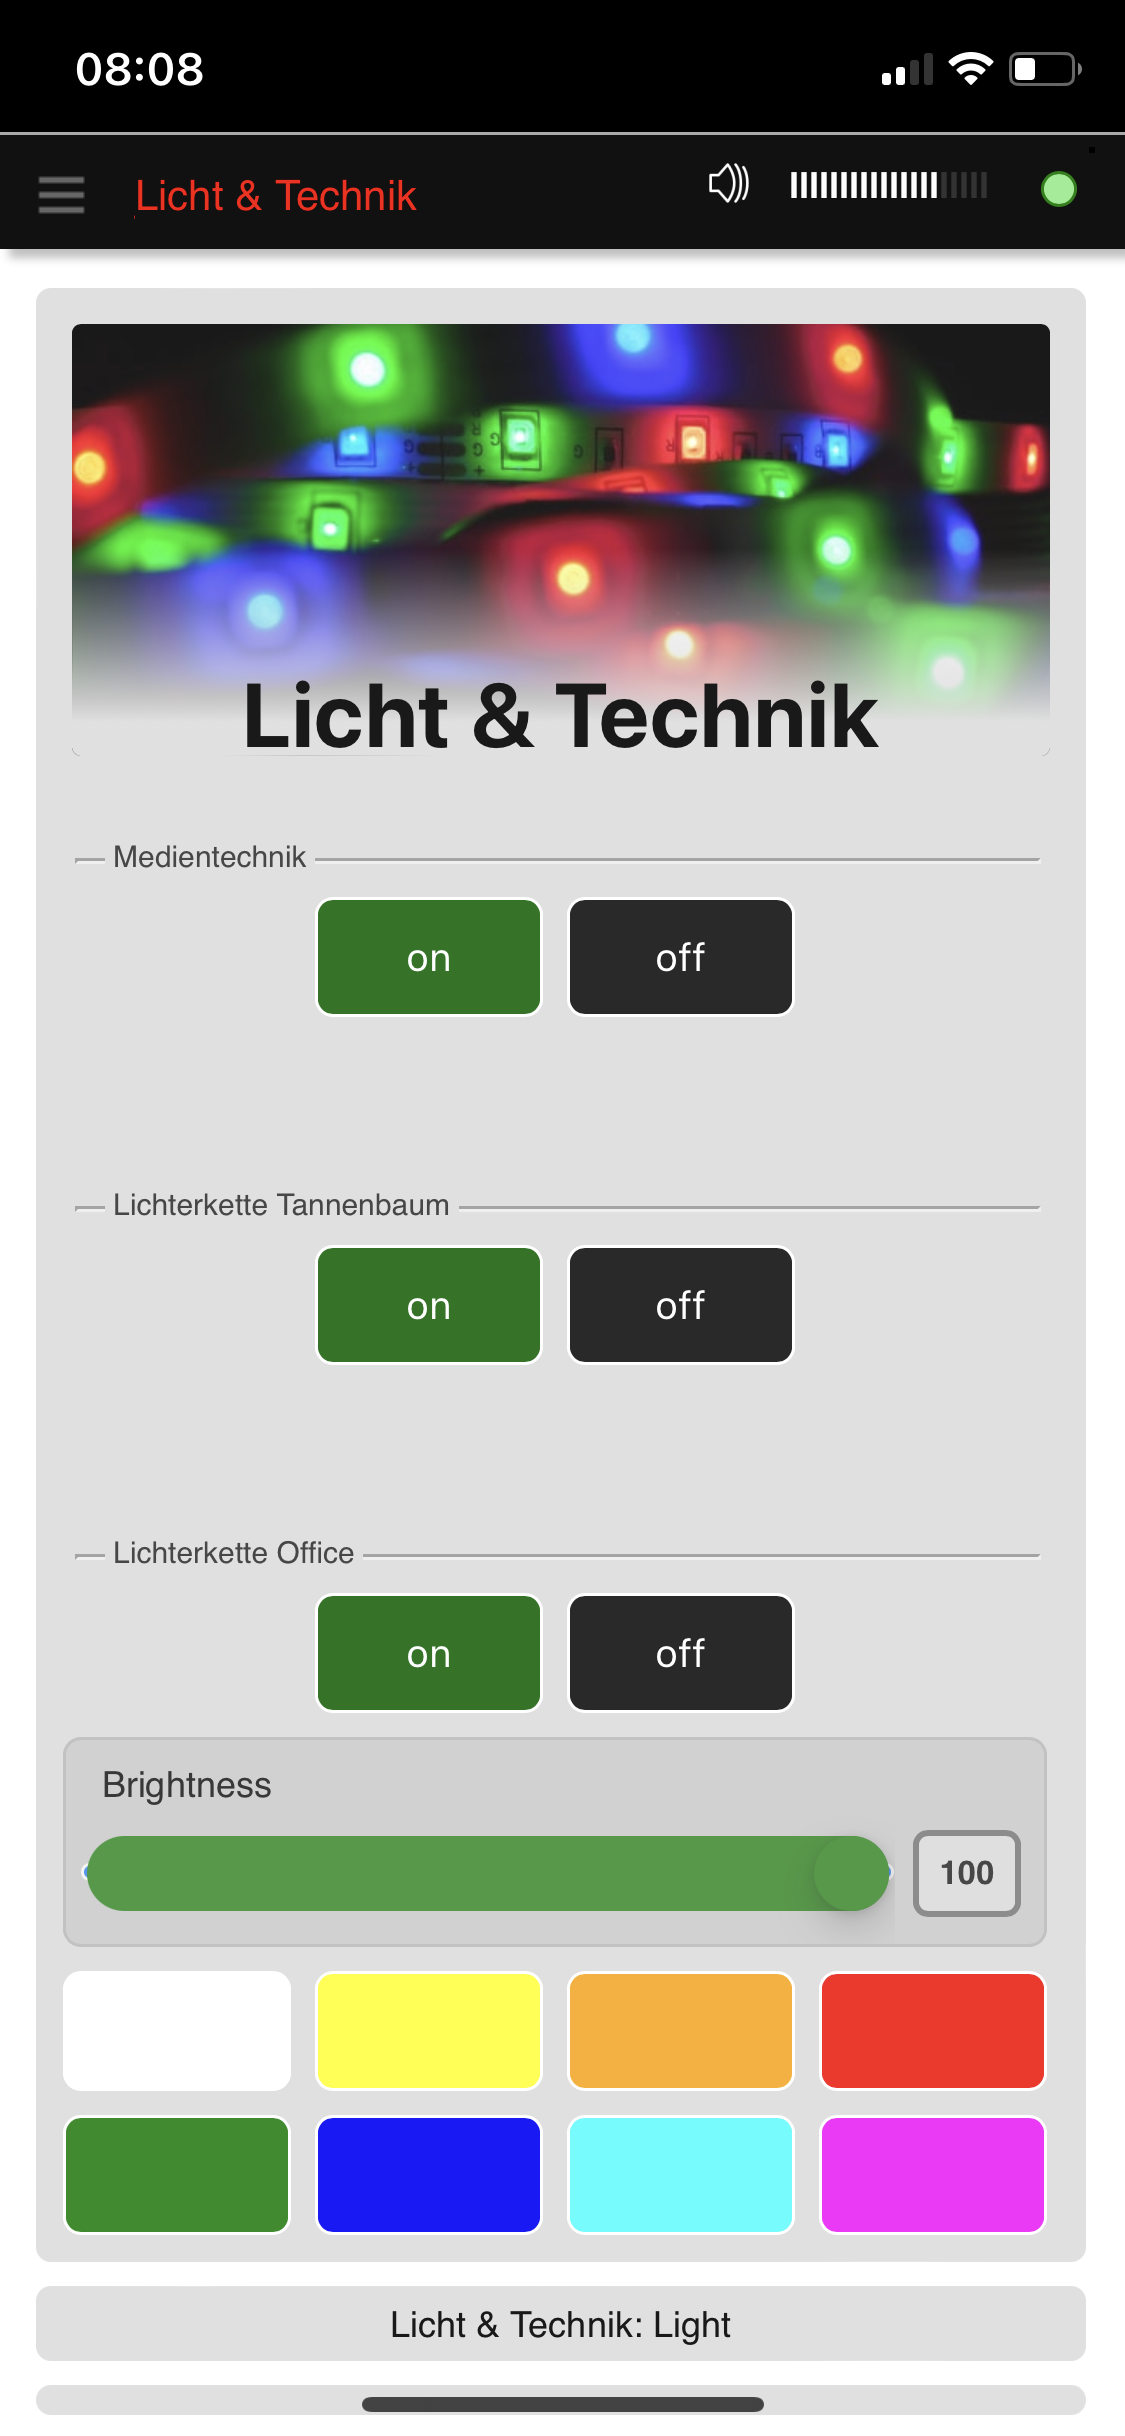 08:08
Licht & Technik
Licht & Technik
Medientechnik
on off
Lichterkette Tannenbaum
on off
Lichterkette Office
on off
Brightness
100
Licht & Technik: Light